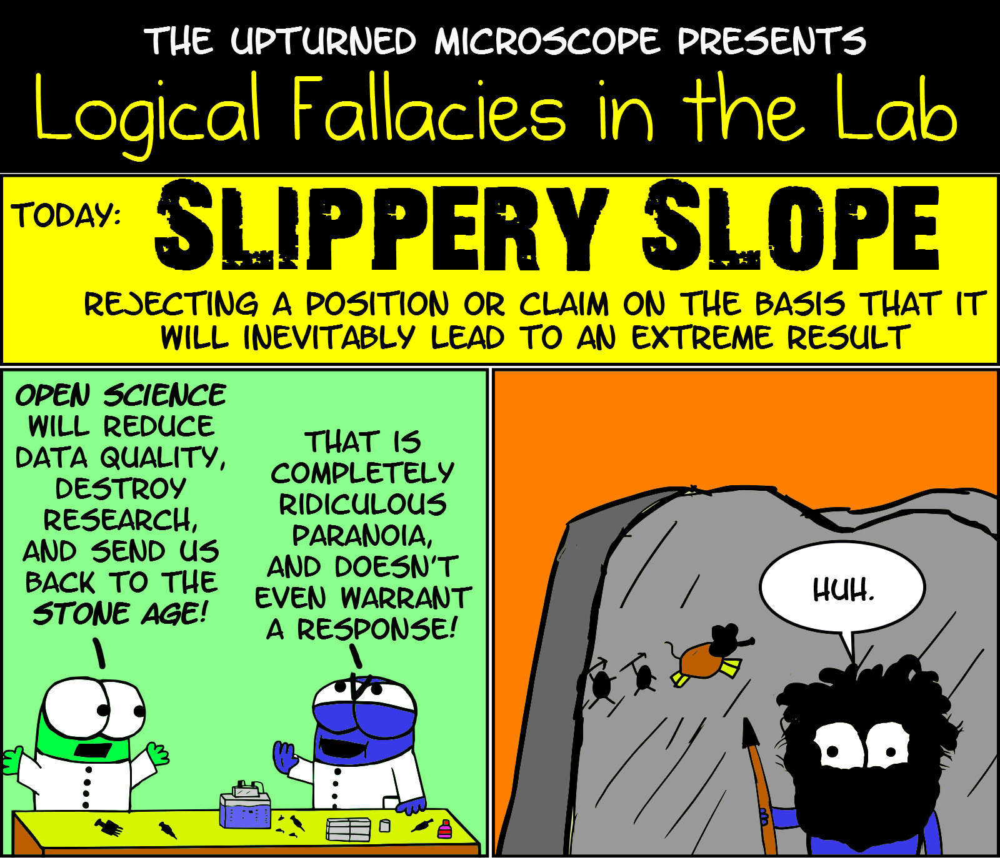 THE UPTURNED MICROSCOPE PRESENTS
Logical Fallacies in the Lab
TODAY: SLIPPERY SLOPE
REJECTING A POSITION OR CLAIM ON THE BASIS THAT IT
WILL INEVITABLY LEAD TO AN EXTREME RESULT
OPEN SCIENCE
WILL REDUCE
DATA QUALITY,
DESTROY
RESEARCH,
AND SEND US
BACK TO THE
STONE AGE!
THAT IS
COMPLETELY
RIDICULOUS
PARANOIA,
AND DOESN'T
EVEN WARRANT
A RESPONSE!
HUH.